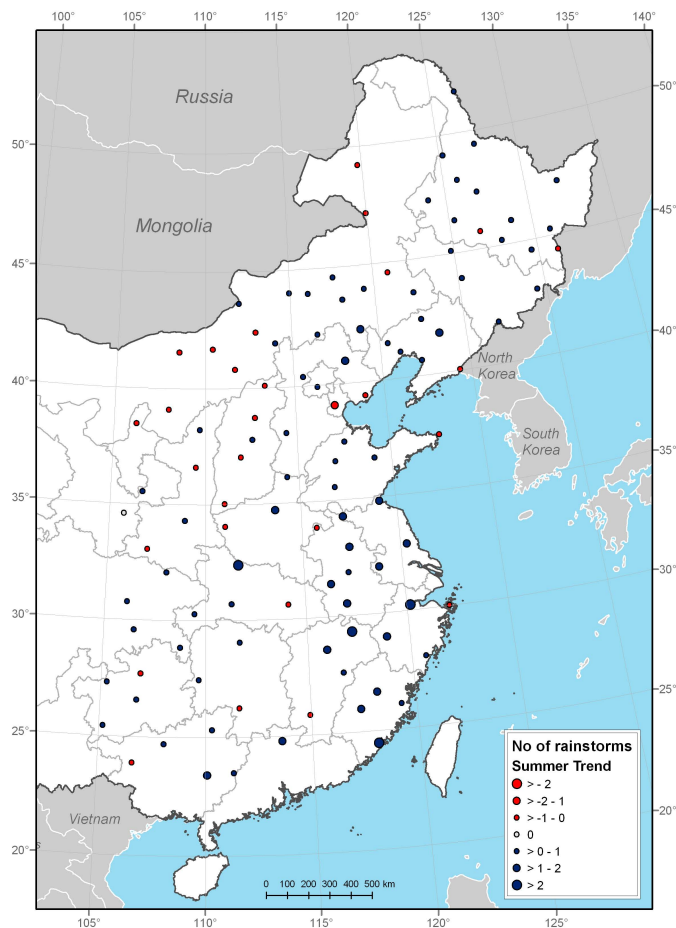 100° 105° 110° 115° 120° 125° 130° 135° 140°
Russia
50°
50°
Mongolia
45°
45°
40°
40°
North
Korea
South
Korea
35°
35°
30°
30°
25°
25°
No of rainstorms
Summer Trend
> - 2
> -2 - 1
> -1 - 0
0
> 0 - 1
> 1 - 2
> 2
20°
Vietnam
s
20°
0 100 200 300 400 500 km
105° 110° 115° 120° 125°